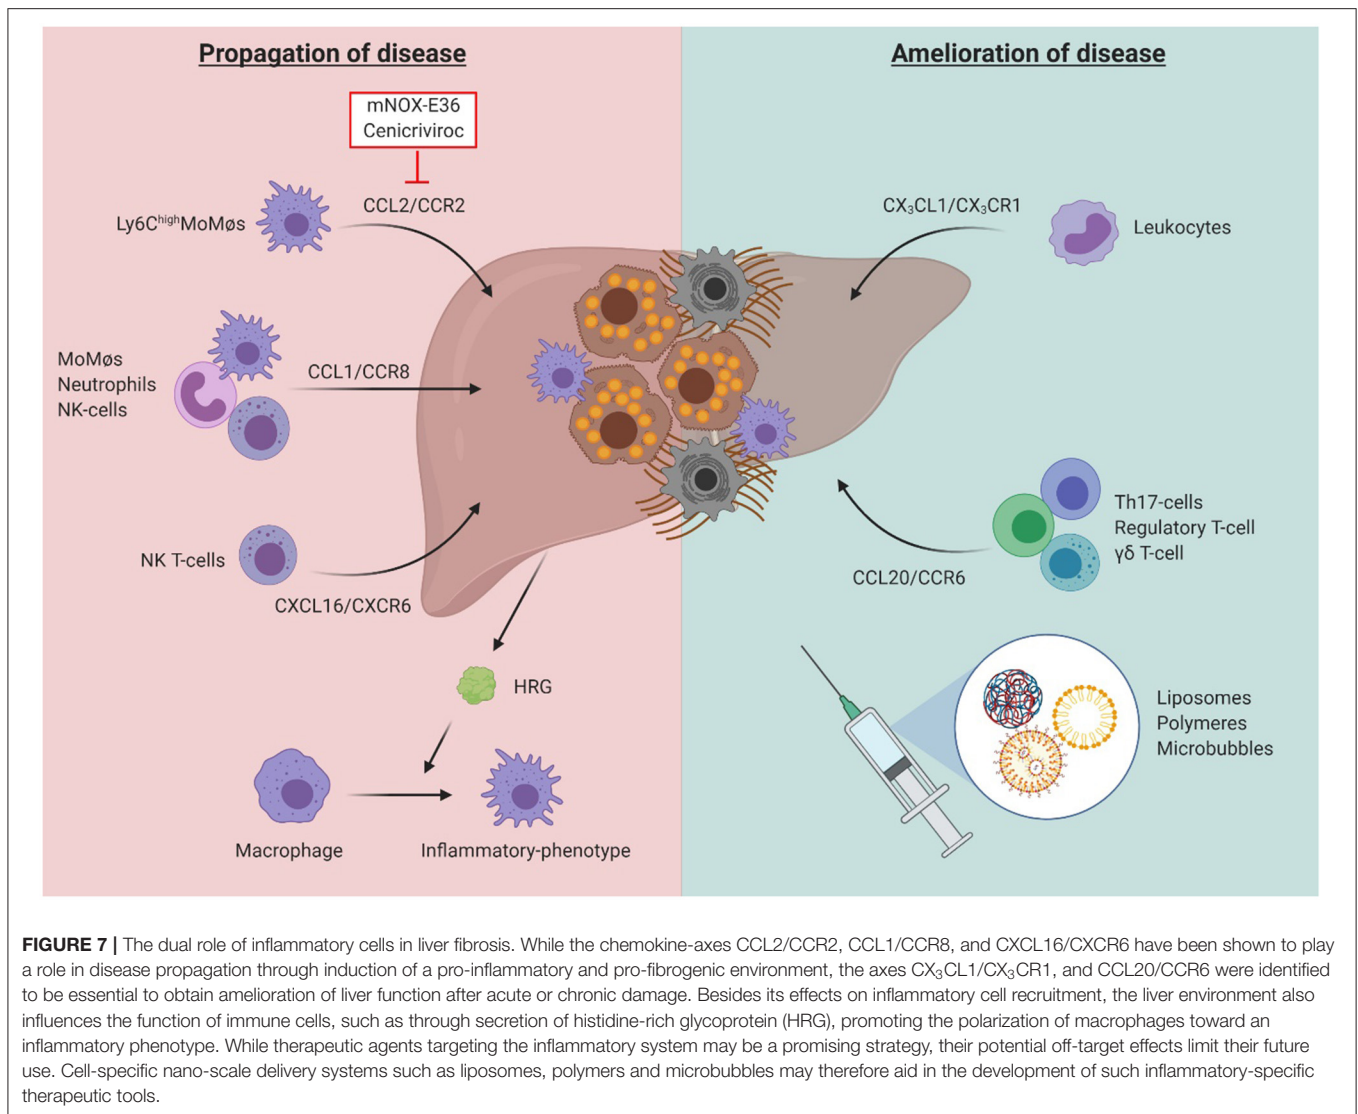 Propagation of disease
Amelioration of disease
mNOX-E36
Cenicriviroc
Ly6CʰⁱᵍʰMoMøs
CCL2/CCR2
CX₃CL1/CX₃CR1
Leukocytes
MoMøs
Neutrophils
NK-cells
CCL1/CCR8
NK T-cells
CXCL16/CXCR6
Th17-cells
Regulatory T-cell
γδ T-cell
CCL20/CCR6
HRG
Liposomes
Polymeres
Microbubbles
Macrophage
Inflammatory-phenotype
FIGURE 7 | The dual role of inflammatory cells in liver fibrosis. While the chemokine-axes CCL2/CCR2, CCL1/CCR8, and CXCL16/CXCR6 have been shown to play
a role in disease propagation through induction of a pro-inflammatory and pro-fibrogenic environment, the axes CX₃CL1/CX₃CR1, and CCL20/CCR6 were identified
to be essential to obtain amelioration of liver function after acute or chronic damage. Besides its effects on inflammatory cell recruitment, the liver environment also
influences the function of immune cells, such as through secretion of histidine-rich glycoprotein (HRG), promoting the polarization of macrophages toward an
inflammatory phenotype. While therapeutic agents targeting the inflammatory system may be a promising strategy, their potential off-target effects limit their future
use. Cell-specific nano-scale delivery systems such as liposomes, polymers and microbubbles may therefore aid in the development of such inflammatory-specific
therapeutic tools.